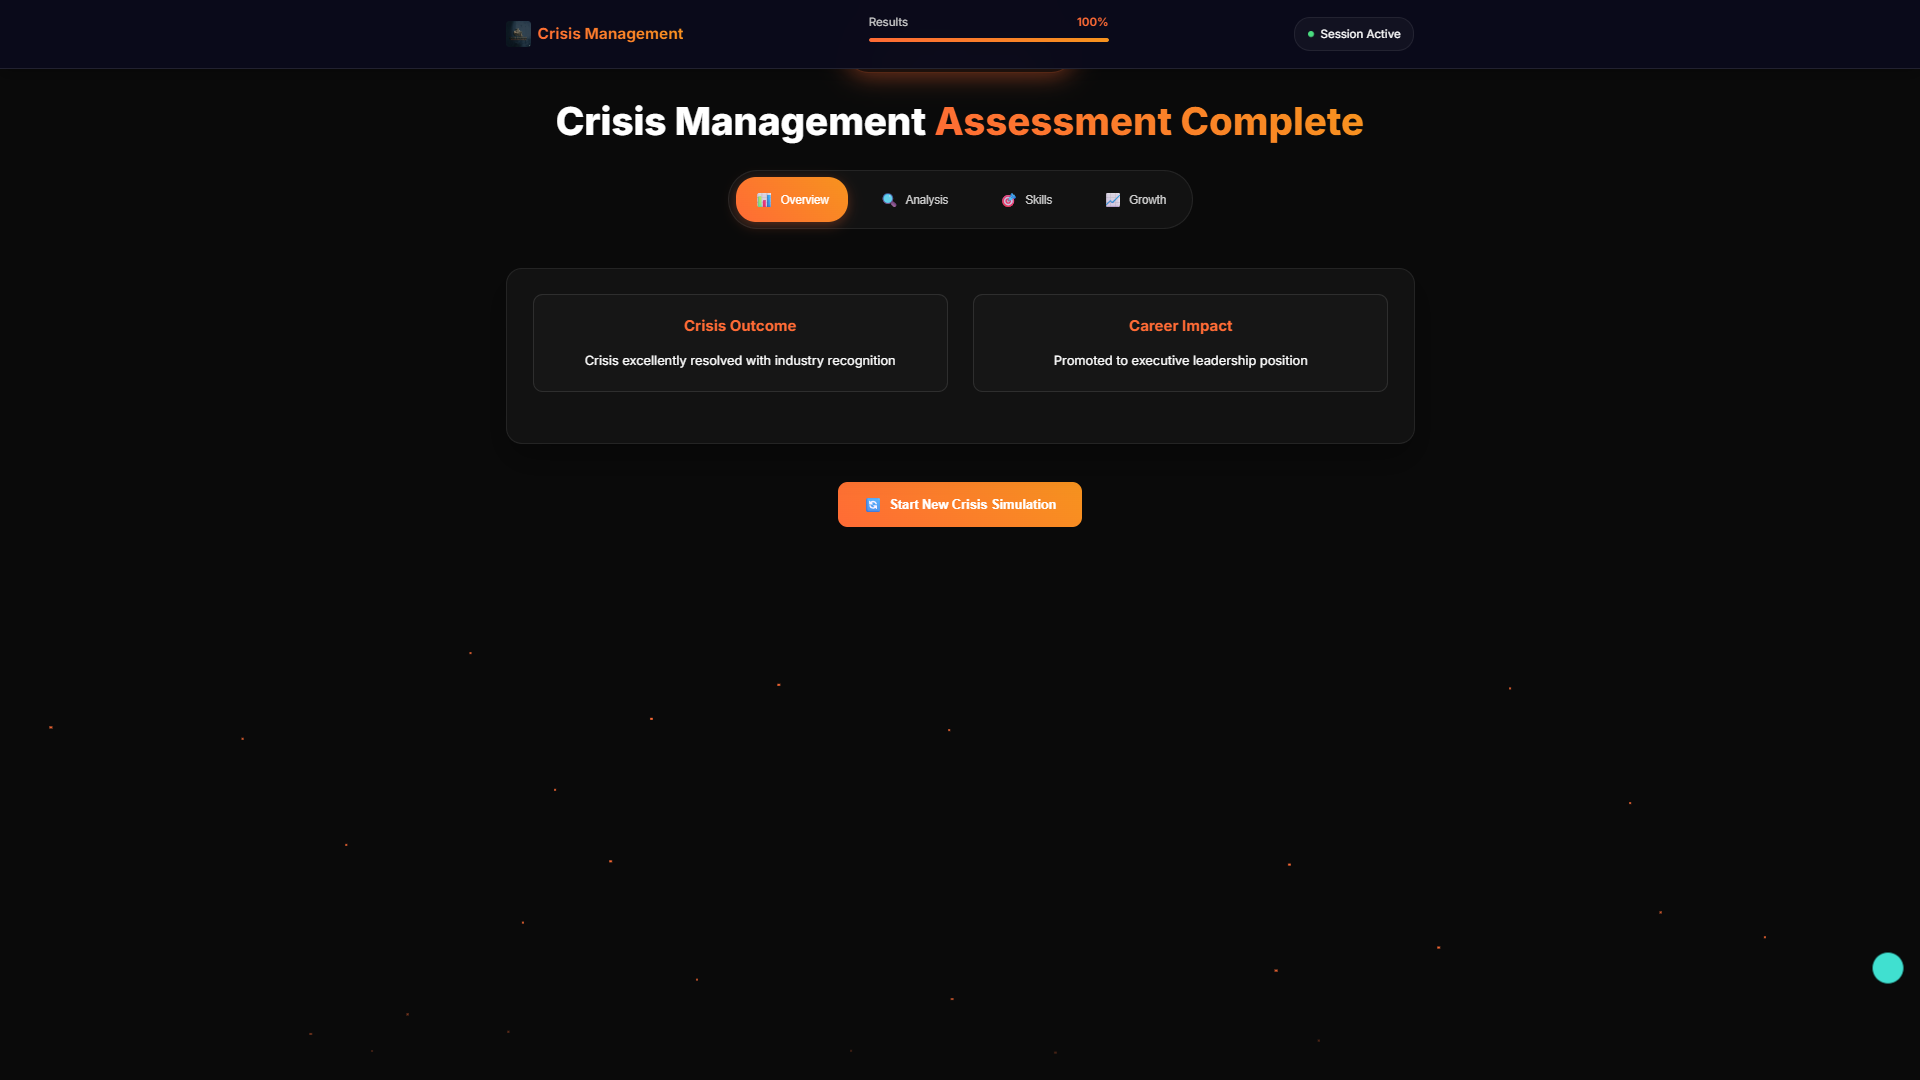 Crisis Management
Results
100%
Session Active
Crisis Management Assessment Complete
Overview
Analysis
Skills
Growth
Crisis Outcome
Crisis excellently resolved with industry recognition
Career Impact
Promoted to executive leadership position
Start New Crisis Simulation